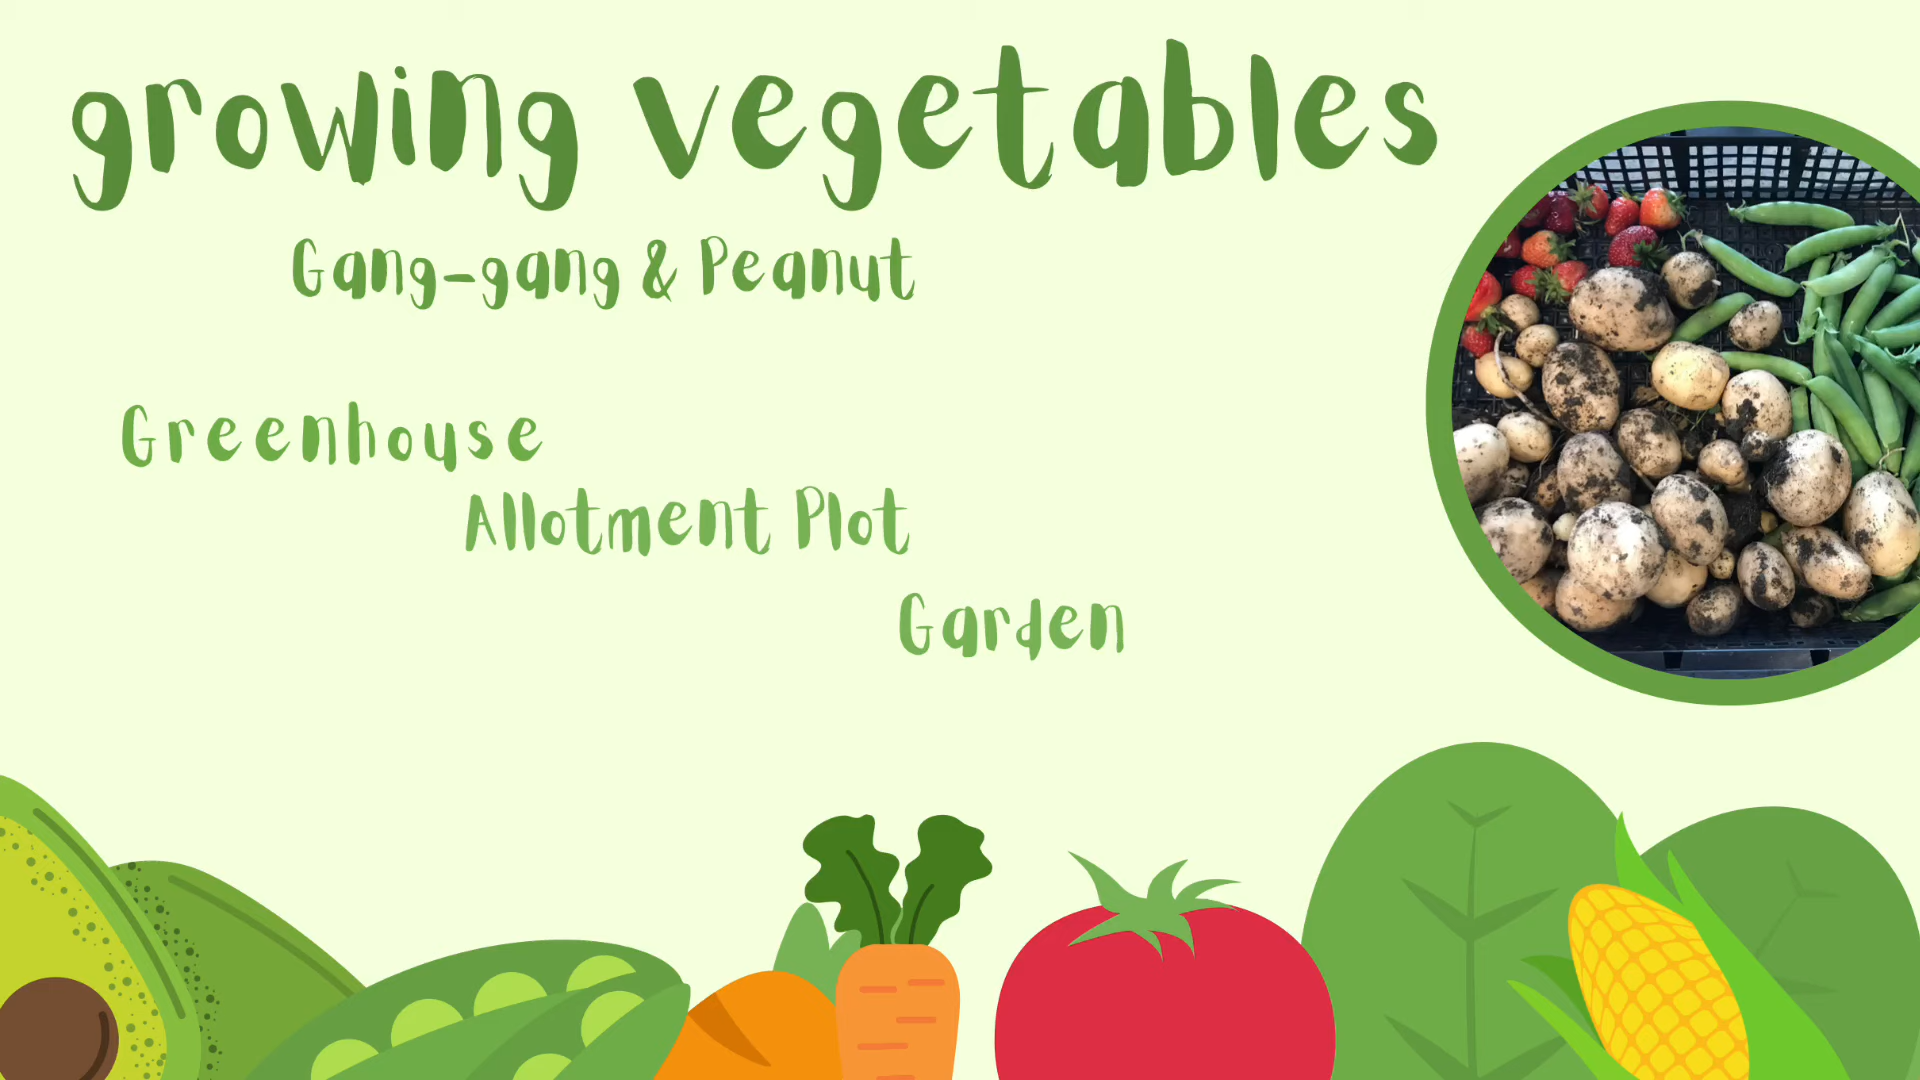 growing vegetables
Gang-gang & Peanut
Greenhouse
Allotment Plot
Garden